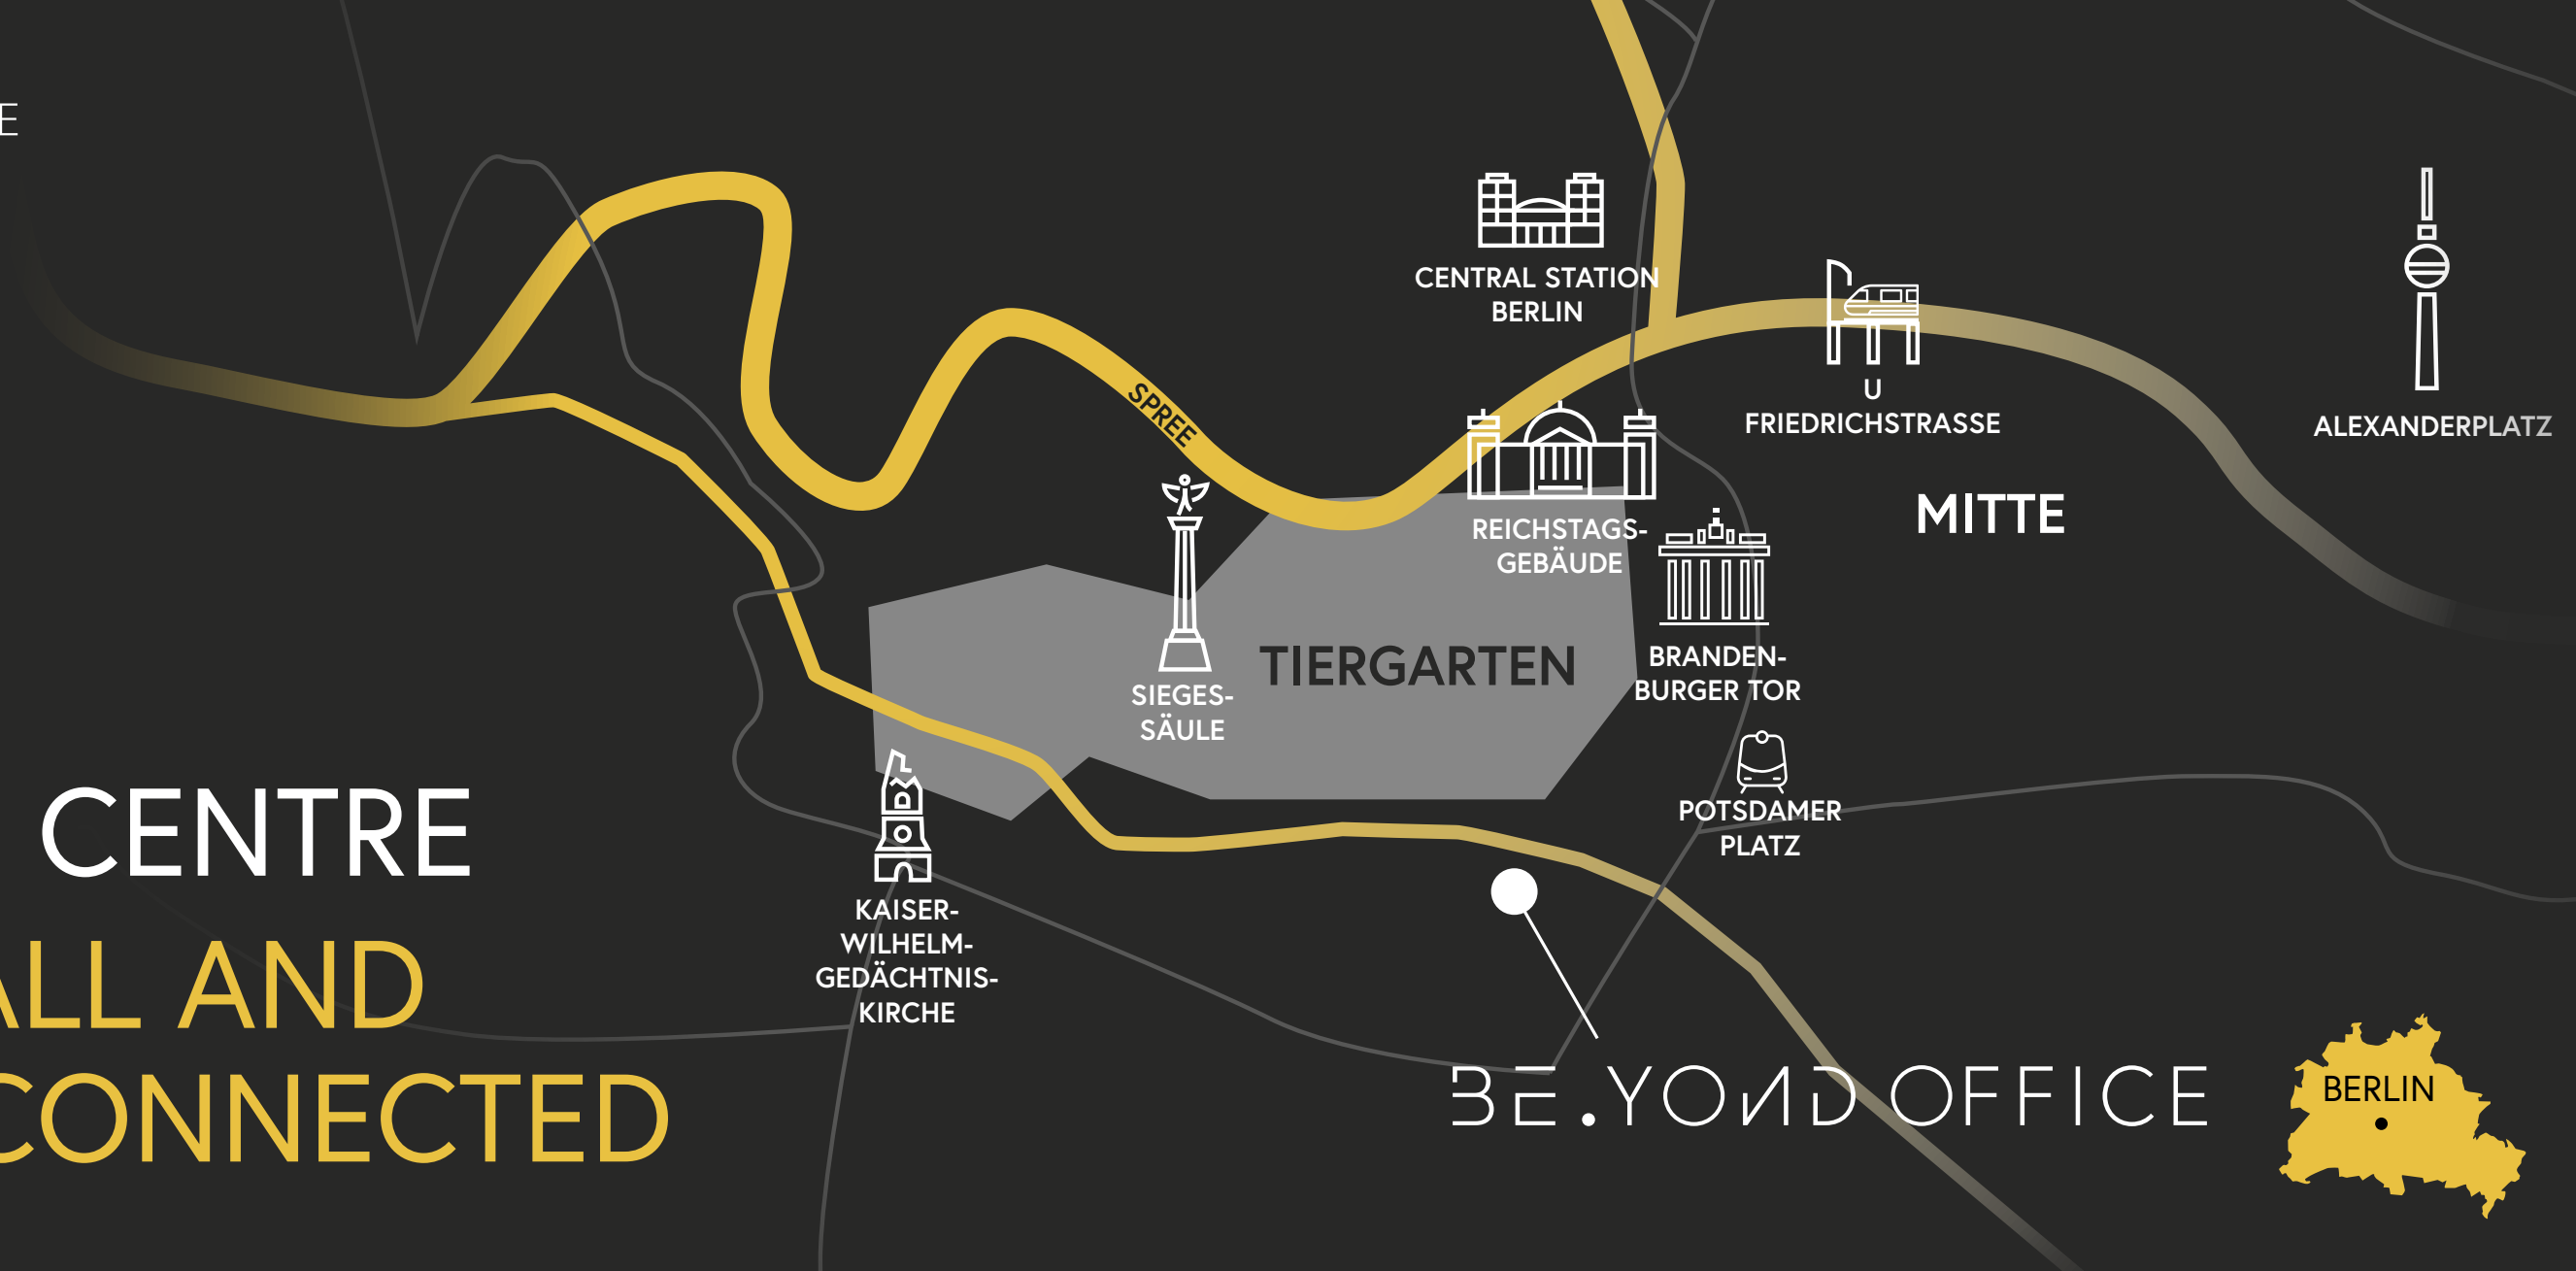 E
CENTRAL STATION
BERLIN
U
FRIEDRICHSTRASSE
ALEXANDERPLATZ
SPREE
MITTE
REICHSTAGS-
GEBÄUDE
TIERGARTEN
BRANDEN-
BURGER TOR
SIEGES-
SÄULE
POTSDAMER
PLATZ
CENTRE
KAISER-
WILHELM-
GEDÄCHTNIS-
KIRCHE
ALL AND
CONNECTED
BE.YOND OFFICE
BERLIN